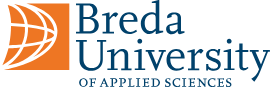 Breda
University
OF APPLIED SCIENCES